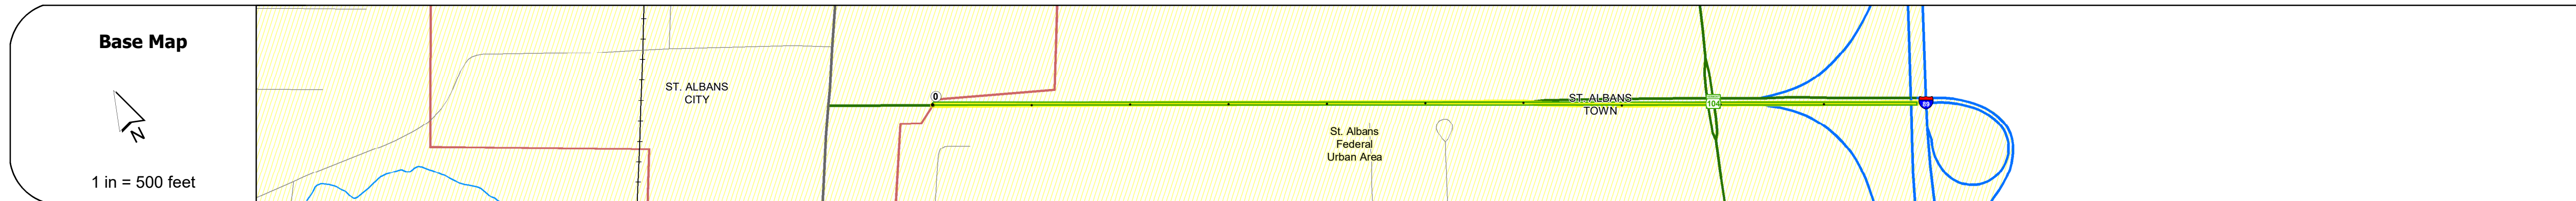 Base Map
N
1 in = 500 feet
ST. ALBANS
CITY
0
St. Albans
Federal
Urban Area
ST. ALBANS
TOWN
104
89